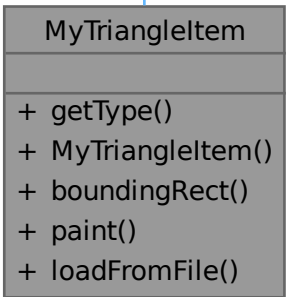 MyTriangleItem
+ getType()
+ MyTriangleItem()
+ boundingRect()
+ paint()
+ loadFromFile()